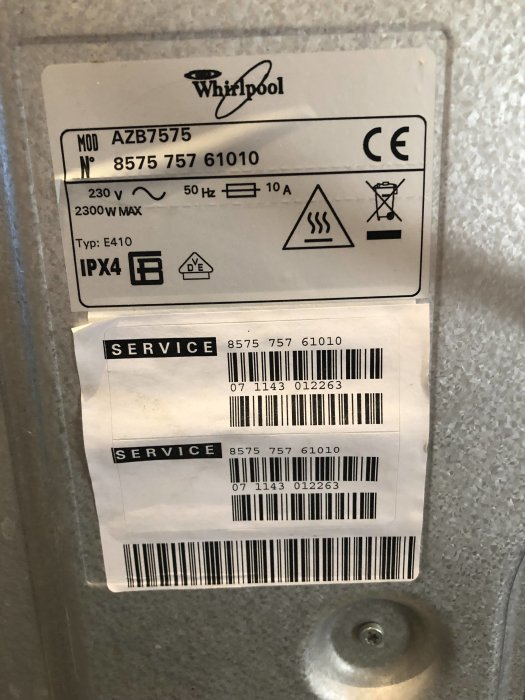 Whirlpool
MOD AZB7575
N° 8575 757 61010
CE
230 V 50 Hz 10 A
2300 W MAX
Typ: E410
IPX4
DVE
SERVICE 8575 757 61010
07 1143 012263
SERVICE 8575 757 61010
07 1143 012263